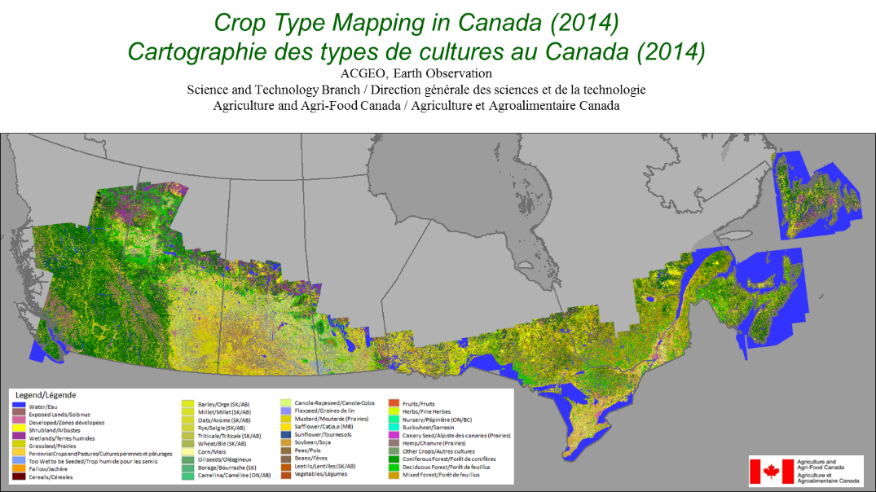 Crop Type Mapping in Canada (2014)
Cartographie des types de cultures au Canada (2014)
ACGEO, Earth Observation
Science and Technology Branch / Direction générale des sciences et de la technologie
Agriculture and Agri-Food Canada / Agriculture et Agroalimentaire Canada
Legend/Légende
Water/Eau
Exposed Lands/Sols nus
Developed/Zones dévelopées
Shrubland/Arbustes
Wetlands/Terres humides
Grassland/Prairies
Perennial Crops and Pastures/Cultures pérennes et pâturages
Too Wet to be Seeded/Trop humide pour les semis
Fallow/Jachère
Cereals/Céréales
Barley/Orge (SK/AB)
Millet/Millet (SK/AB)
Oats/Avoine (SK/AB)
Rye/Seigle (SK/AB)
Triticale/Triticale (SK/AB)
Wheat/Blé (SK/AB)
Corn/Maïs
Oilseeds/Oléagineux
Borage/Bourroche (SK)
Camelina/Caméline (ON/AB)
Canola-Rapeseed/Canola-Colza
Flaxseed/Graines de lin
Mustard/Moutarde (Prairies)
Safflower/Catajue (MB)
Sunflower/Tournesols
Soybean/Soja
Peas/Pois
Beans/Fèves
Lentils/Lentilles (SK/AB)
Vegetables/Légumes
Fruits/Fruits
Herbs/Fine Herbes
Nursery/Pépinière (ON/BC)
Buckwheat/Sarrasin
Canary Seed/Alpiste des canaries (Prairies)
Hemp/Chanvre (Prairies)
Other Crops/Autres cultures
Coniferous Forest/Forêt de conifères
Deciduous Forest/Forêt de feuillus
Mixed Forest/Forêt de feuillus
Agriculture and
Agri-Food Canada
Agriculture et
Agroalimentaire Canada